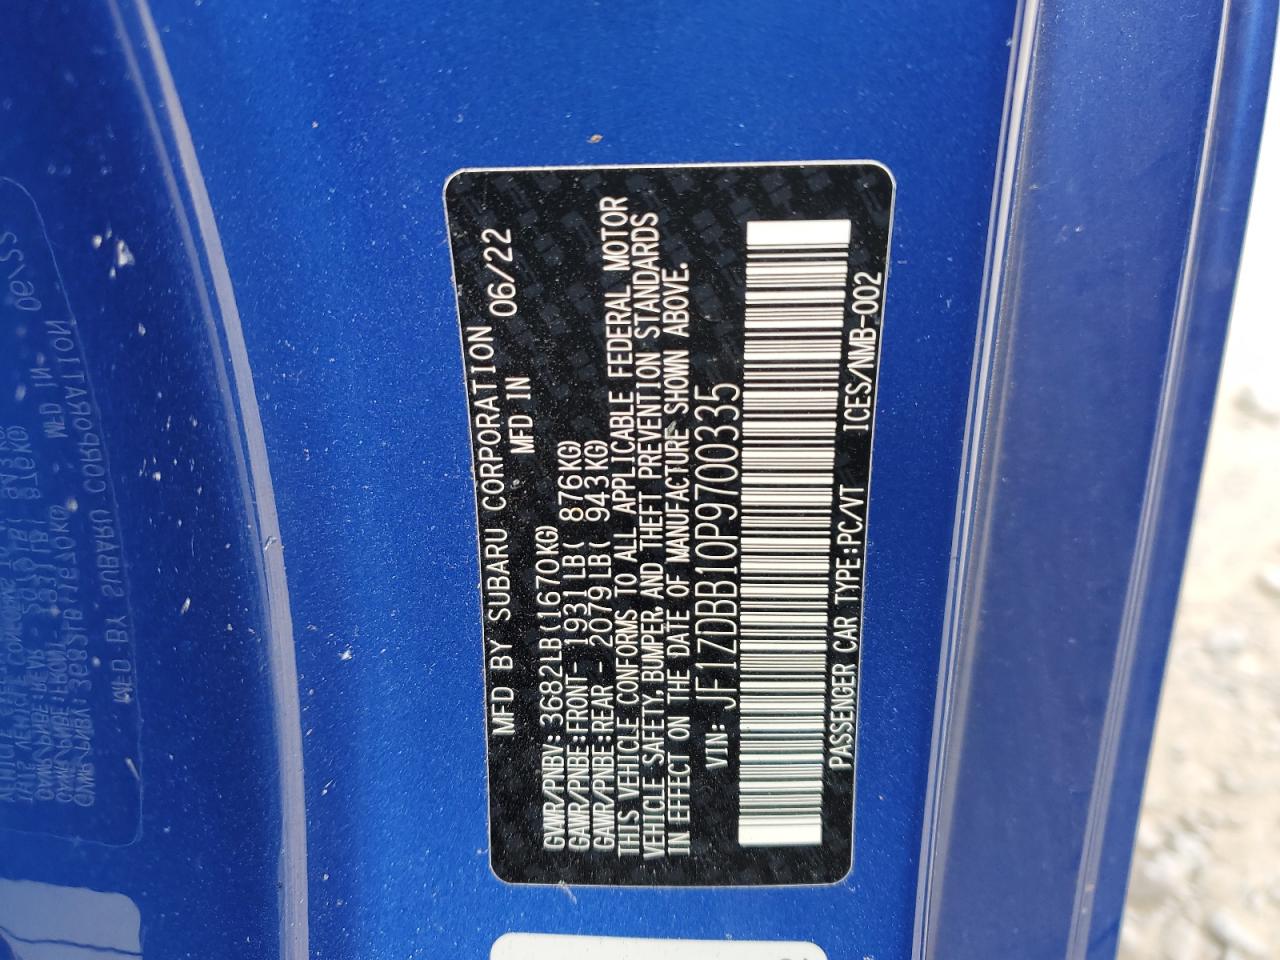 MFD BY SUBARU CORPORATION
MFD IN 06/22
GVWR/PNBV: 3682LB(1670KG)
GAWR/PNBE:FRONT- 1931LB( 876KG)
GAWR/PNBE:REAR - 2079LB( 943KG)
THIS VEHICLE CONFORMS TO ALL APPLICABLE FEDERAL MOTOR
VEHICLE SAFETY, BUMPER, AND THEFT PREVENTION STANDARDS
IN EFFECT ON THE DATE OF MANUFACTURE SHOWN ABOVE.
VIN: JF1ZDBB10P9700335
PASSENGER CAR TYPE:PC/VT ICES/NMB-002